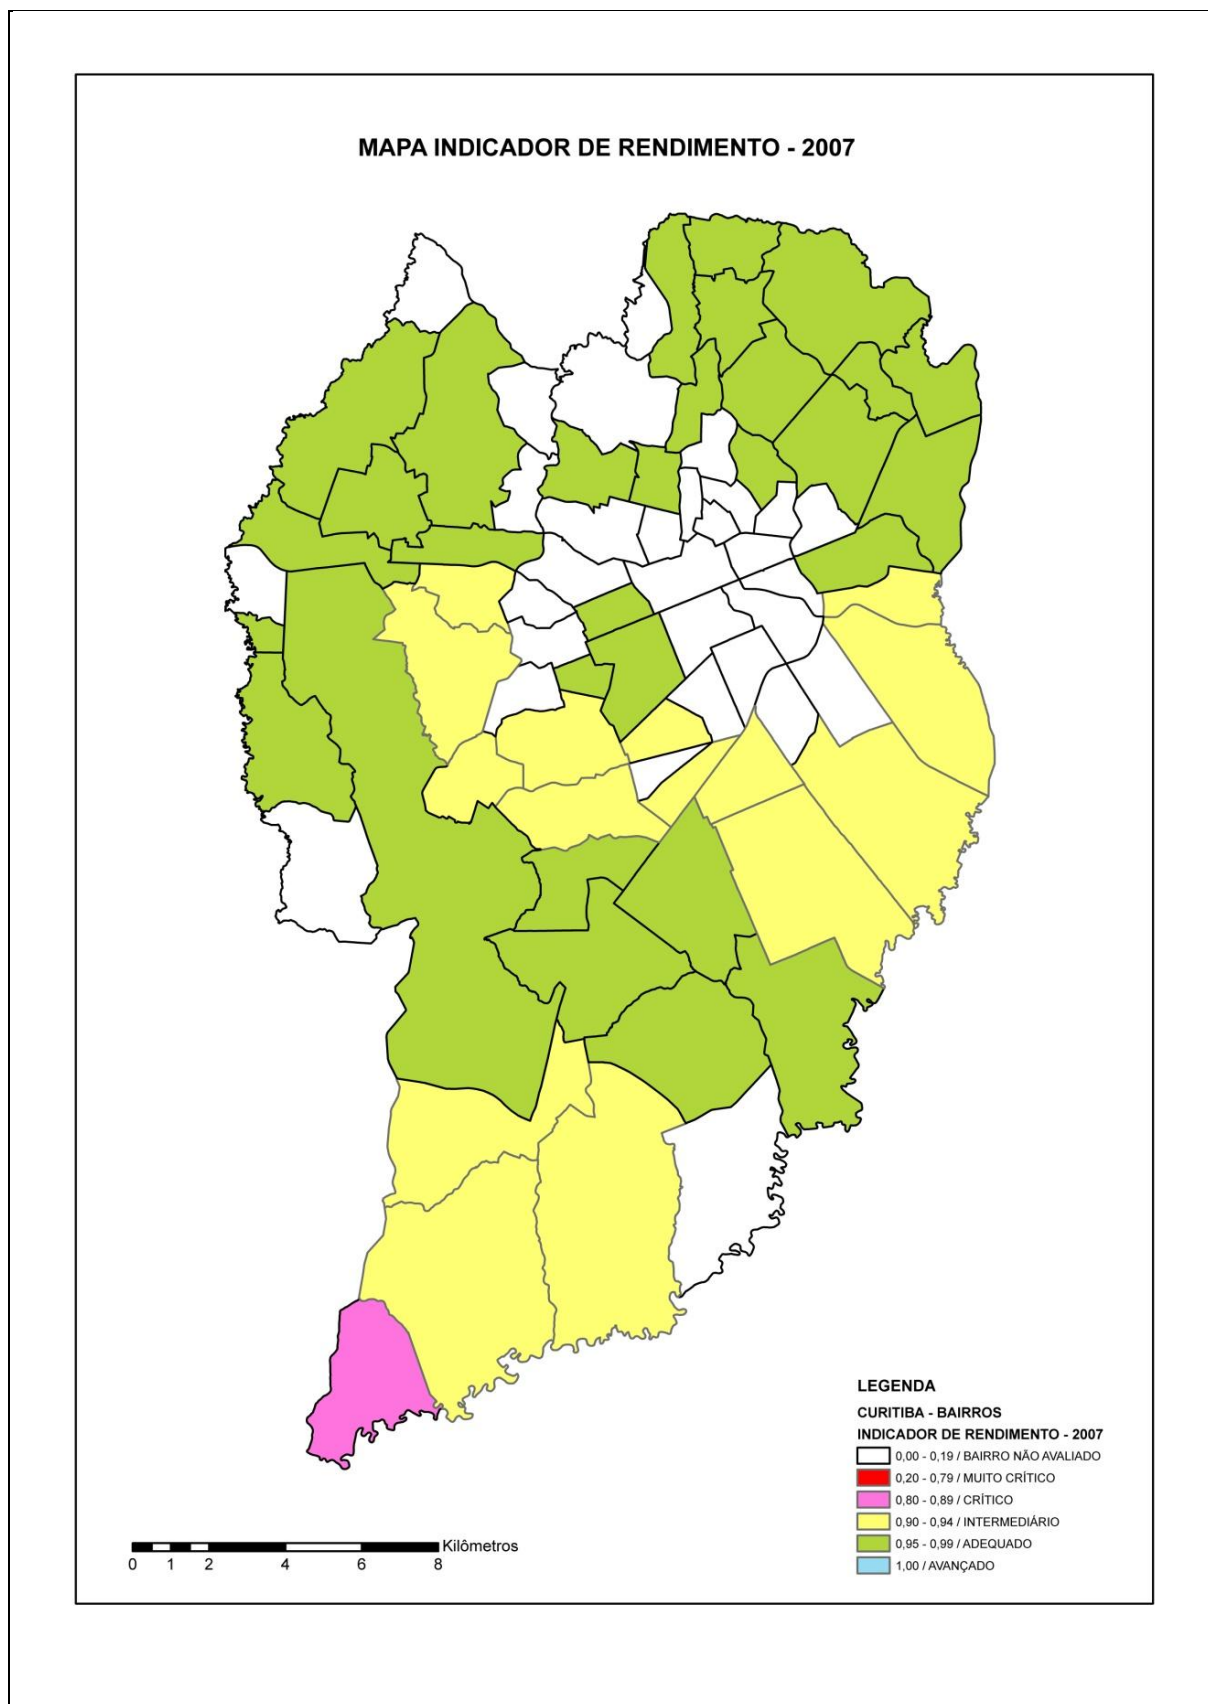 MAPA INDICADOR DE RENDIMENTO - 2007
LEGENDA
CURITIBA - BAIRROS
INDICADOR DE RENDIMENTO - 2007
0,00 - 0,19 / BAIRRO NÃO AVALIADO
0,20 - 0,79 / MUITO CRÍTICO
0,80 - 0,89 / CRÍTICO
0,90 - 0,94 / INTERMEDIÁRIO
0,95 - 0,99 / ADEQUADO
1,00 / AVANÇADO
Kilômetros
0 1 2 4 6 8